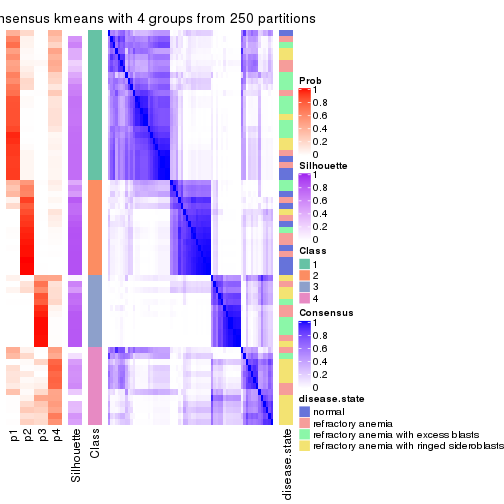 nsensus kmeans with 4 groups from 250 partitions
Prob
1
0.8
0.6
0.4
0.2
0
Silhouette
1
0.8
0.6
0.4
0.2
0
Class
1
2
3
4
Consensus
1
0.8
0.6
0.4
0.2
0
disease.state
normal
refractory anemia
refractory anemia with excess blasts
refractory anemia with ringed sideroblasts
p1
p2
p3
p4
Silhouette
Class
disease.state